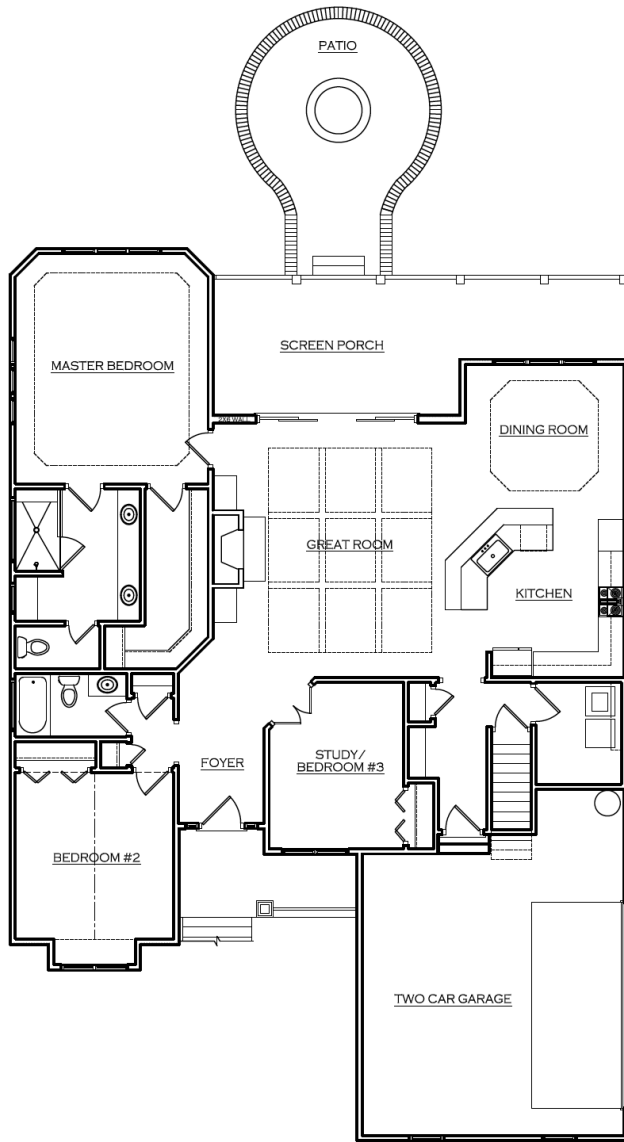 PATIO
SCREEN PORCH
MASTER BEDROOM
2X6 WALL
DINING ROOM
GREAT ROOM
KITCHEN
STUDY/
BEDROOM #3
FOYER
BEDROOM #2
TWO CAR GARAGE